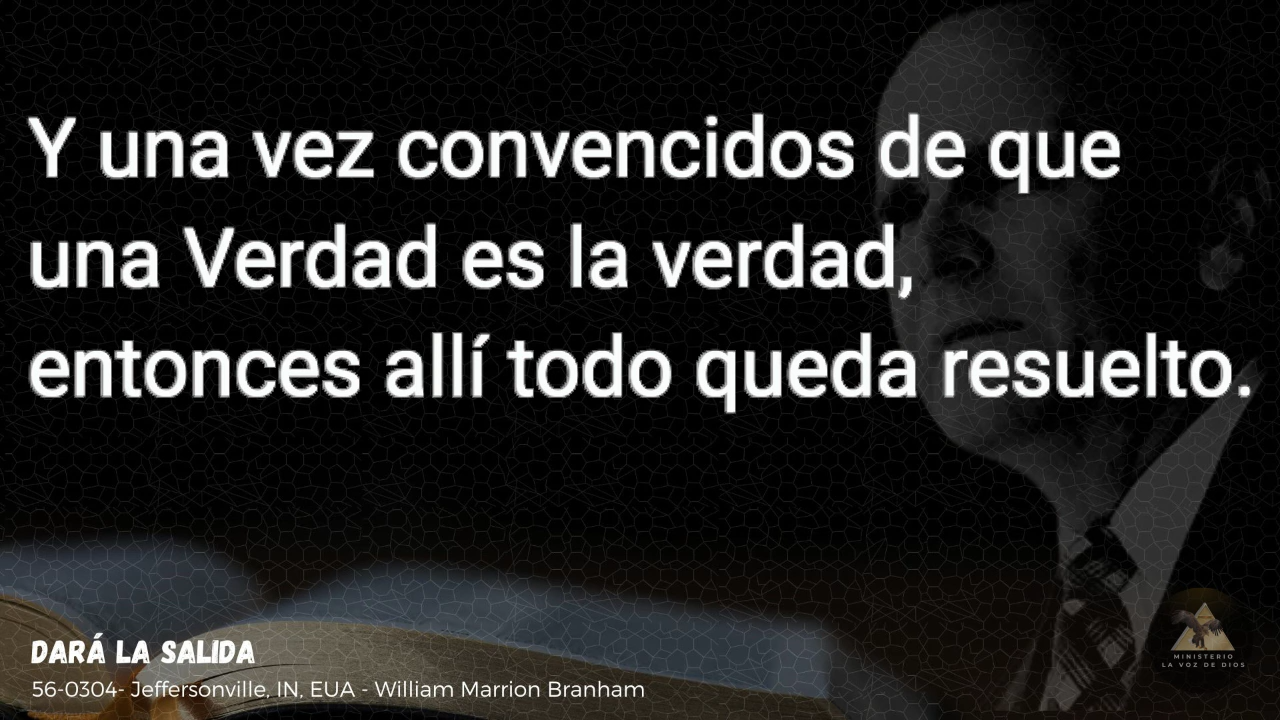 Y una vez convencidos de que
una Verdad es la verdad,
entonces allí todo queda resuelto.
DARÁ LA SALIDA
56-0304- Jeffersonville, IN, EUA - William Marrion Branham
MINISTERIO
LA VOZ DE DIOS